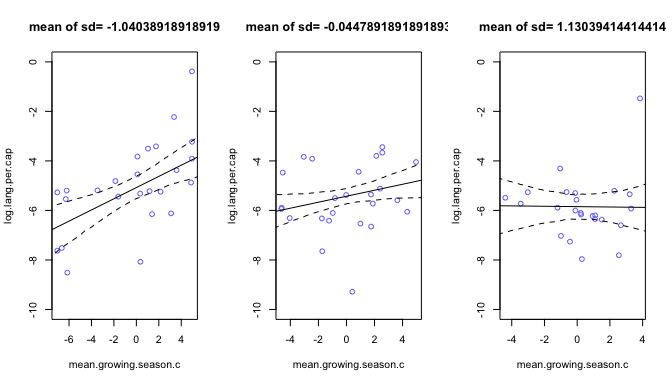 mean of sd= -1.04038918918919
mean of sd= -0.0447891891891893
mean of sd= 1.13039414414414
log.lang.per.cap
0
-2
-4
-6
-8
-10
-6 -4 -2 0 2 4
mean.growing.season.c
log.lang.per.cap
0
-2
-4
-6
-8
-10
-4 -2 0 2 4
mean.growing.season.c
log.lang.per.cap
0
-2
-4
-6
-8
-10
-4 -2 0 2 4
mean.growing.season.c